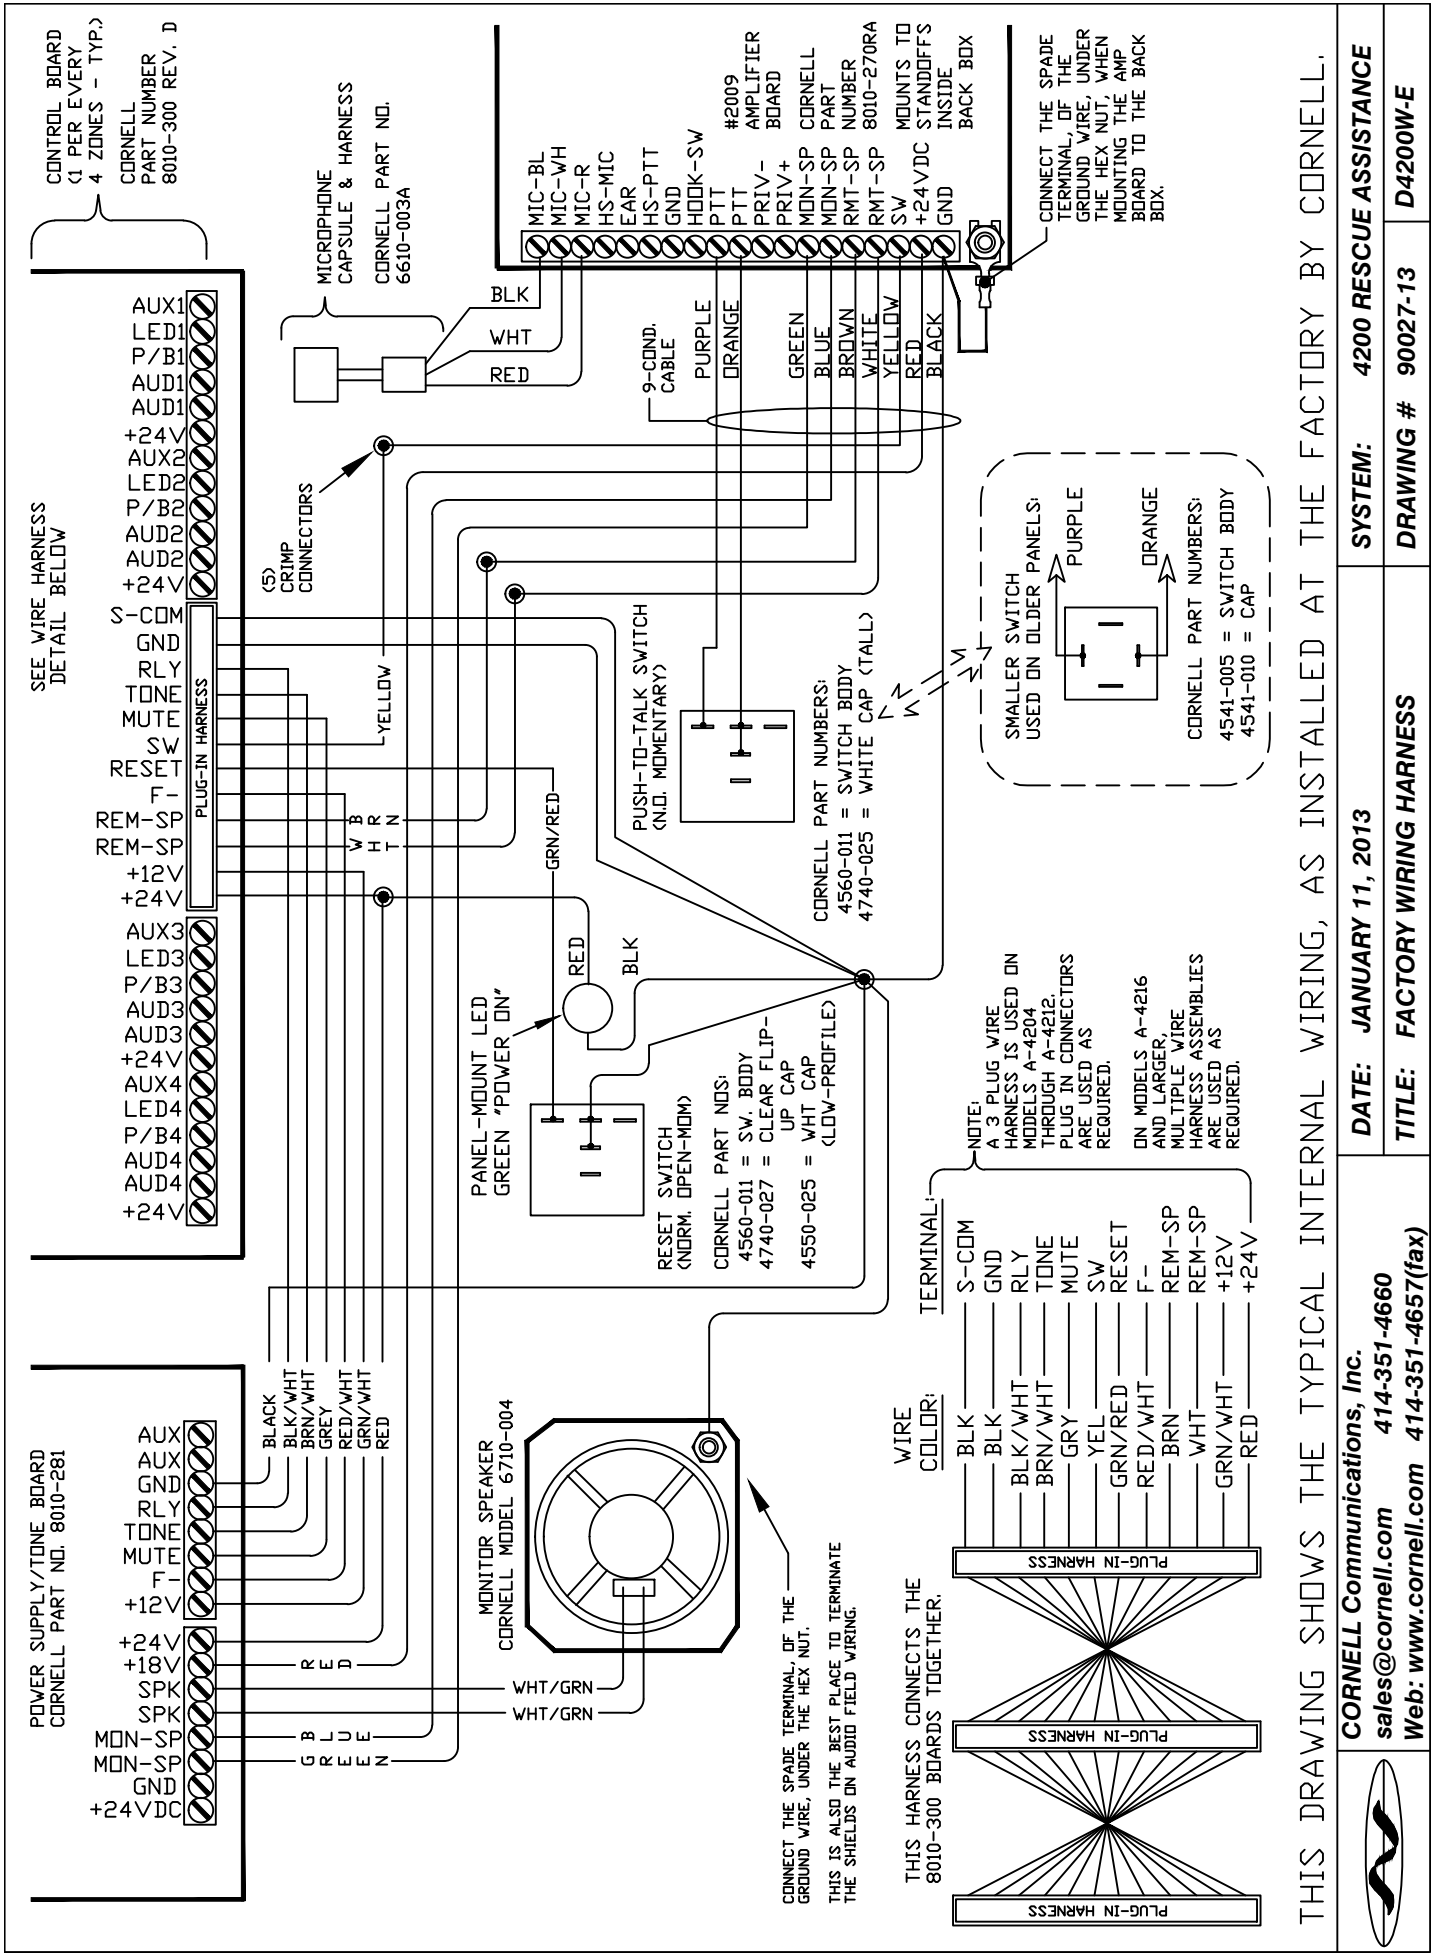 POWER SUPPLY/TONE BOARD
CORNELL PART NO. 8010-281
AUX
AUX
GND
RLY
TONE
MUTE
F-
+12V
+24V
+18V
SPK
SPK
MON-SP
MON-SP
GND
+24VDC
BLACK
BLK/WHT
BRN/WHT
GREY
RED/WHT
GRN/WHT
RED
RED
BLUE
GREEN
WHT/GRN
WHT/GRN
SEE WIRE HARNESS
DETAIL BELOW
CONTROL BOARD
(1 PER EVERY
4 ZONES - TYP.)
CORNELL
PART NUMBER
8010-300 REV. D
AUX1
LED1
P/B1
AUD1
AUD1
+24V
AUX2
LED2
P/B2
AUD2
AUD2
+24V
S-COM
GND
RLY
TONE
MUTE
SW
RESET
F-
REM-SP
REM-SP
+12V
+24V
PLUG-IN HARNESS
AUX3
LED3
P/B3
AUD3
AUD3
+24V
AUX4
LED4
P/B4
AUD4
AUD4
+24V
YELLOW
BRN
WHT
GRN/RED
(5)
CRIMP
CONNECTORS
MICROPHONE
CAPSULE & HARNESS
CORNELL PART NO.
6610-003A
BLK
WHT
RED
MIC-BL
MIC-WH
MIC-R
HS-MIC
EAR
HS-PTT
GND
HOOK-SW
PTT
PTT
PRIV-
PRIV+
MON-SP
MON-SP
RMT-SP
RMT-SP
SW
+24VDC
GND
#2009
AMPLIFIER
BOARD
CORNELL
PART
NUMBER
8010-270RA
MOUNTS TO
STANDOFFS
INSIDE
BACK BOX
9-COND.
CABLE
PURPLE
ORANGE
GREEN
BLUE
BROWN
WHITE
YELLOW
RED
BLACK
CONNECT THE SPADE
TERMINAL, OF THE
GROUND WIRE, UNDER
THE HEX NUT, WHEN
MOUNTING THE AMP
BOARD TO THE BACK
BOX.
PANEL-MOUNT LED
GREEN "POWER ON"
RED
BLK
RESET SWITCH
(NORM. OPEN-MOM)
CORNELL PART NOS:
4560-011 = SW. BODY
4740-027 = CLEAR FLIP-
UP CAP
4550-025 = WHT CAP
(LOW-PROFILE)
PUSH-TO-TALK SWITCH
(N.O. MOMENTARY)
CORNELL PART NUMBERS:
4560-011 = SWITCH BODY
4740-025 = WHITE CAP (TALL)
SMALLER SWITCH
USED ON OLDER PANELS:
PURPLE
ORANGE
CORNELL PART NUMBERS:
4541-005 = SWITCH BODY
4541-010 = CAP
MONITOR SPEAKER
CORNELL MODEL 6710-004
CONNECT THE SPADE TERMINAL, OF THE
GROUND WIRE, UNDER THE HEX NUT.
THIS IS ALSO THE BEST PLACE TO TERMINATE
THE SHIELDS ON AUDIO FIELD WIRING.
THIS HARNESS CONNECTS THE
8010-300 BOARDS TOGETHER.
PLUG-IN HARNESS
PLUG-IN HARNESS
PLUG-IN HARNESS
WIRE
COLOR:
TERMINAL:
BLK S-COM
BLK GND
BLK/WHT RLY
BRN/WHT TONE
GRY MUTE
YEL SW
GRN/RED RESET
RED/WHT F-
BRN REM-SP
WHT REM-SP
GRN/WHT +12V
RED +24V
NOTE:
A 3 PLUG WIRE
HARNESS IS USED ON
MODELS A-4204
THROUGH A-4212.
PLUG IN CONNECTORS
ARE USED AS
REQUIRED.
ON MODELS A-4216
AND LARGER,
MULTIPLE WIRE
HARNESS ASSEMBLIES
ARE USED AS
REQUIRED.
THIS DRAWING SHOWS THE TYPICAL INTERNAL WIRING, AS INSTALLED AT THE FACTORY BY CORNELL.
CORNELL Communications, Inc.
sales@cornell.com 414-351-4660
Web: www.cornell.com 414-351-4657(fax)
DATE: JANUARY 11, 2013
TITLE: FACTORY WIRING HARNESS
SYSTEM: 4200 RESCUE ASSISTANCE
DRAWING # 90027-13 D4200W-E